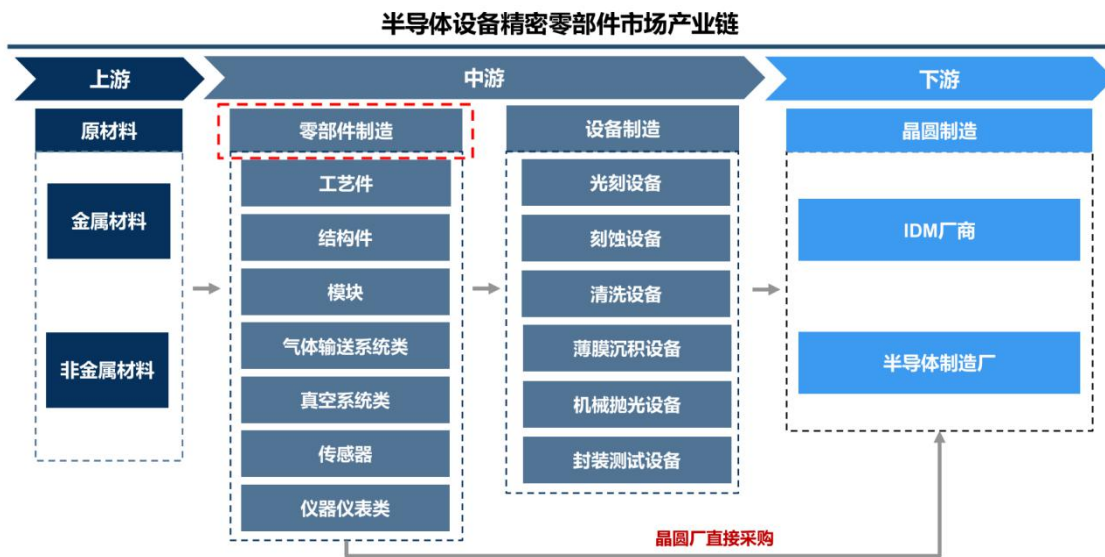 半导体设备精密零部件市场产业链
上游
中游
下游
原材料
零部件制造
设备制造
晶圆制造
金属材料
非金属材料
工艺件
结构件
模块
气体输送系统类
真空系统类
传感器
仪器仪表类
光刻设备
刻蚀设备
清洗设备
薄膜沉积设备
机械抛光设备
封装测试设备
IDM厂商
半导体制造厂
晶圆厂直接采购